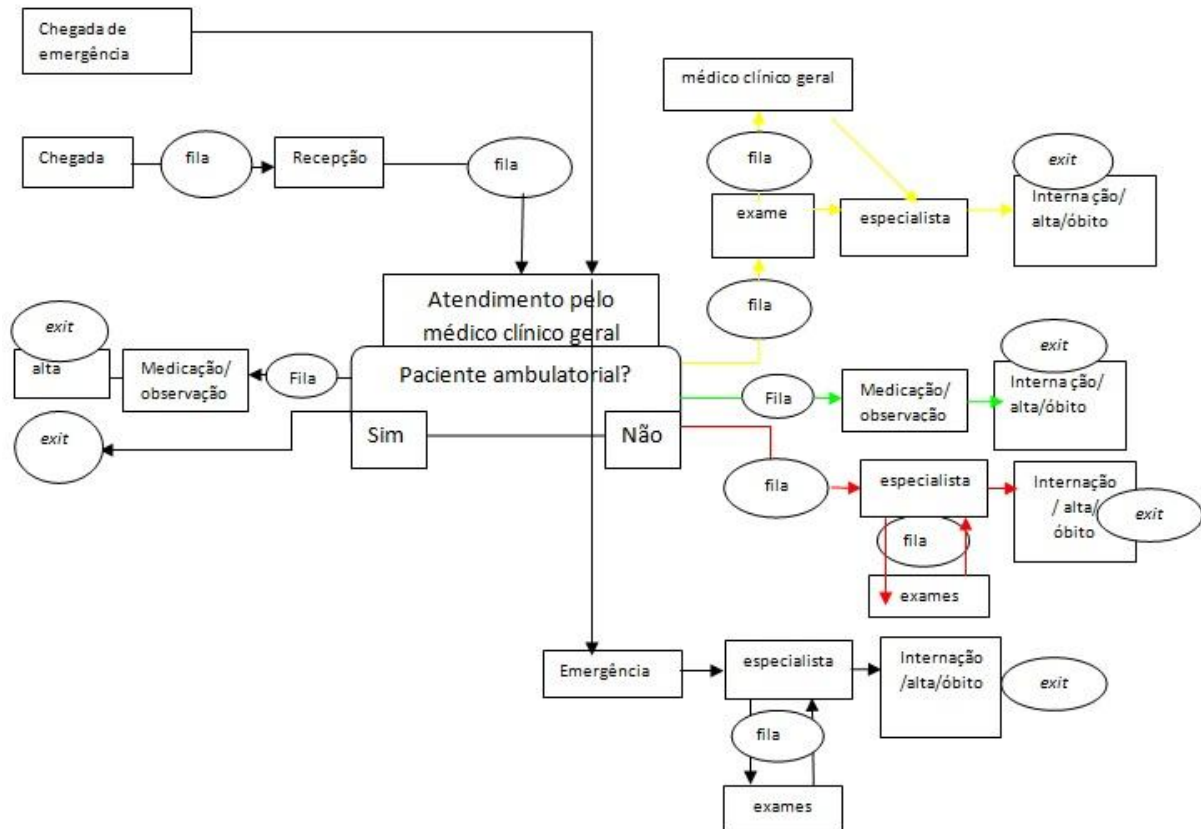 Chegada de
emergência
médico clínico geral
Chegada
fila
Recepção
fila
fila
exit
exame
especialista
Interna ção/
alta/óbito
fila
Atendimento pelo
médico clínico geral
Paciente ambulatorial?
Sim
Não
exit
alta
Medicação/
observação
Fila
exit
Fila
Medicação/
observação
exit
Interna ção/
alta/óbito
fila
especialista
fila
exames
Internação
/ alta/
óbito
exit
Emergência
especialista
fila
exames
Internação
/alta/óbito
exit